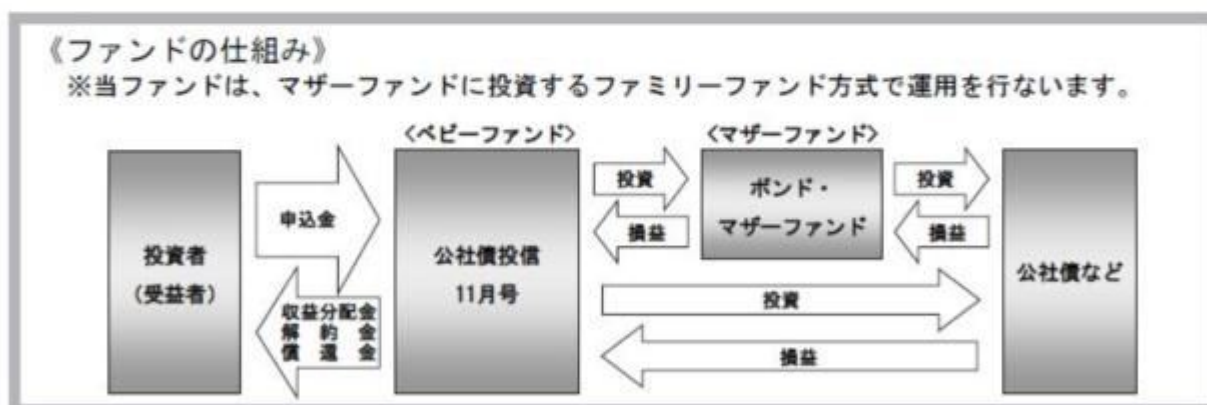 《ファンドの仕組み》
※当ファンドは、マザーファンドに投資するファミリーファンド方式で運用を行ないます。
〈ベビーファンド〉
〈マザーファンド〉
投資者
(受益者)
申込金
収益分配金
解約金
償還金
公社債投信
11月号
投資
損益
ボンド・
マザーファンド
投資
損益
投資
損益
公社債など